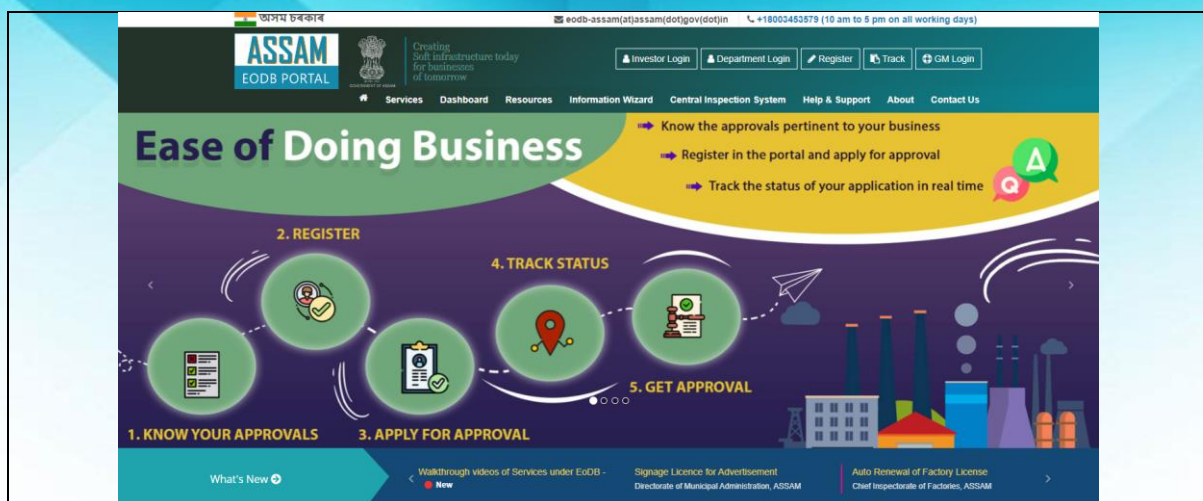 অসম চৰকাৰ
eodb-assam(at)assam(dot)gov(dot)in
+18003453579 (10 am to 5 pm on all working days)
ASSAM
EODB PORTAL
GOVERNMENT OF ASSAM
Creating
Soft infrastructure today
for businesses
of tomorrow
Investor Login
Department Login
Register
Track
GM Login
Services Dashboard Resources Information Wizard Central Inspection System Help & Support About Contact Us
Ease of Doing Business
Know the approvals pertinent to your business
Register in the portal and apply for approval
Track the status of your application in real time
A
Q
2. REGISTER
4. TRACK STATUS
5. GET APPROVAL
1. KNOW YOUR APPROVALS
3. APPLY FOR APPROVAL
What's New
Walkthrough videos of Services under EoDB -
New
Signage Licence for Advertisement
Directorate of Municipal Administration, ASSAM
Auto Renewal of Factory License
Chief Inspectorate of Factories, ASSAM